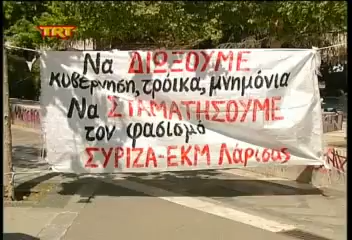 TRT
Να ΔΙΩΞΟΥΜΕ
κυβέρνηση, τρόικα, μνημόνια
Να ΣΤΑΜΑΤΗΣΟΥΜΕ
τον φασισμό
ΣΥΡΙΖΑ-ΕΚΜ Λάρισας